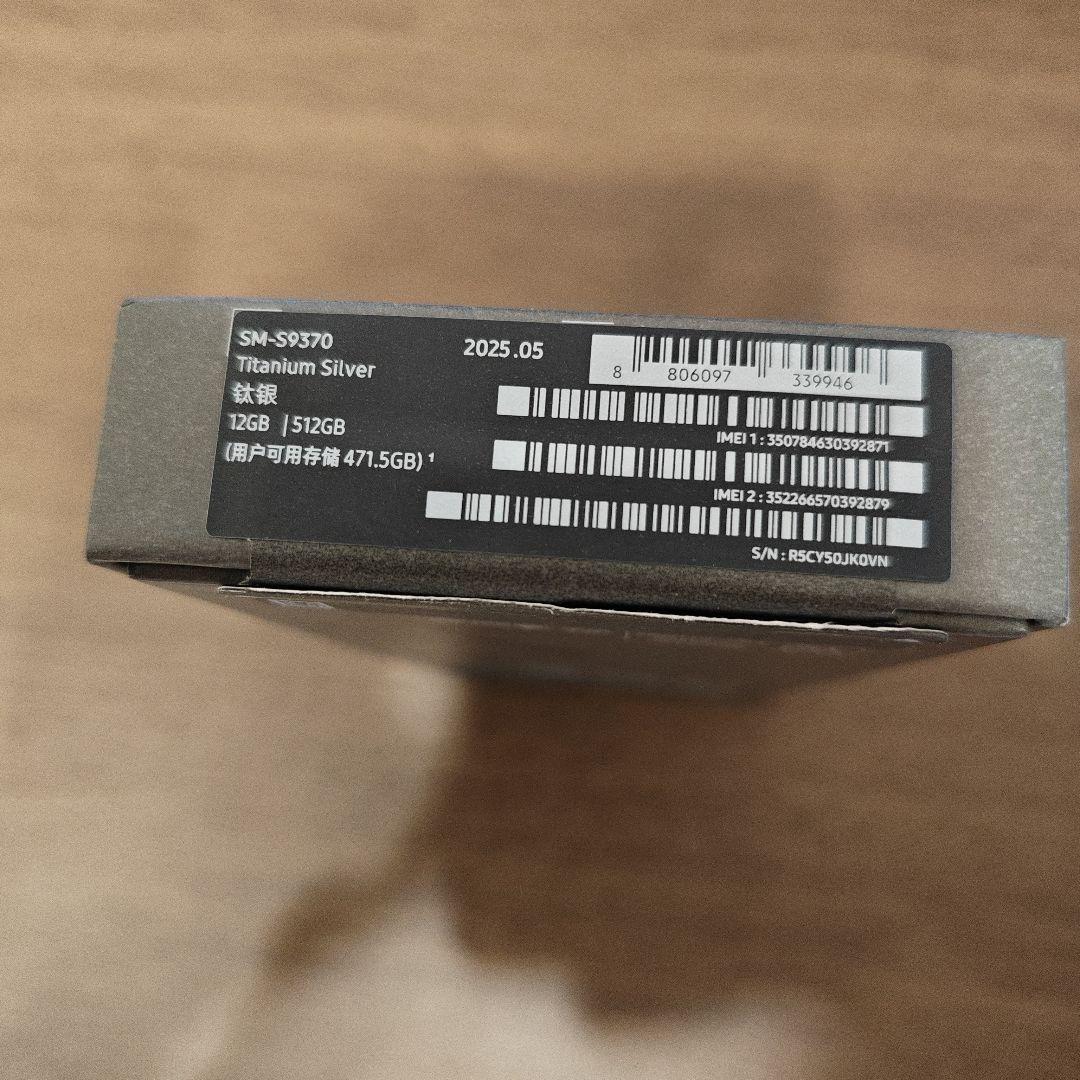 SM-S9370
Titanium Silver
钛银
12GB | 512GB
(用户可用存储 471.5GB) ¹
2025.05
8 806097 339946
IMEI 1 : 350784630392871
IMEI 2 : 352266570392879
S/N : R5CY50JK0VN